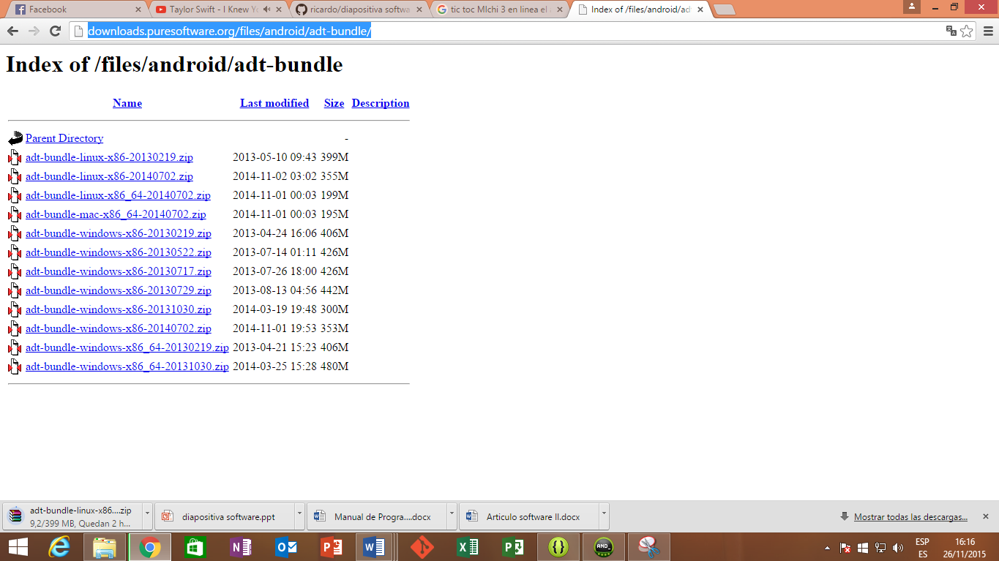 Facebook
Taylor Swift - I Knew Yo
ricardo/diapositiva softwa
tic toc MIchi 3 en linea el
Index of /files/android/ad
downloads.puresoftware.org/files/android/adt-bundle/
Index of /files/android/adt-bundle
Name Last modified Size Description
Parent Directory -
adt-bundle-linux-x86-20130219.zip 2013-05-10 09:43 399M
adt-bundle-linux-x86-20140702.zip 2014-11-02 03:02 355M
adt-bundle-linux-x86_64-20140702.zip 2014-11-01 00:03 199M
adt-bundle-mac-x86_64-20140702.zip 2014-11-01 00:03 195M
adt-bundle-windows-x86-20130219.zip 2013-04-24 16:06 406M
adt-bundle-windows-x86-20130522.zip 2013-07-14 01:11 426M
adt-bundle-windows-x86-20130717.zip 2013-07-26 18:00 426M
adt-bundle-windows-x86-20130729.zip 2013-08-13 04:56 442M
adt-bundle-windows-x86-20131030.zip 2014-03-19 19:48 300M
adt-bundle-windows-x86-20140702.zip 2014-11-01 19:53 353M
adt-bundle-windows-x86_64-20130219.zip 2013-04-21 15:23 406M
adt-bundle-windows-x86_64-20131030.zip 2014-03-25 15:28 480M
adt-bundle-linux-x86....zip
9,2/399 MB, Quedan 2 h...
diapositiva software.ppt
Manual de Progra....docx
Articulo software II.docx
Mostrar todas las descargas...
AND_
ESP
ES
16:16
26/11/2015